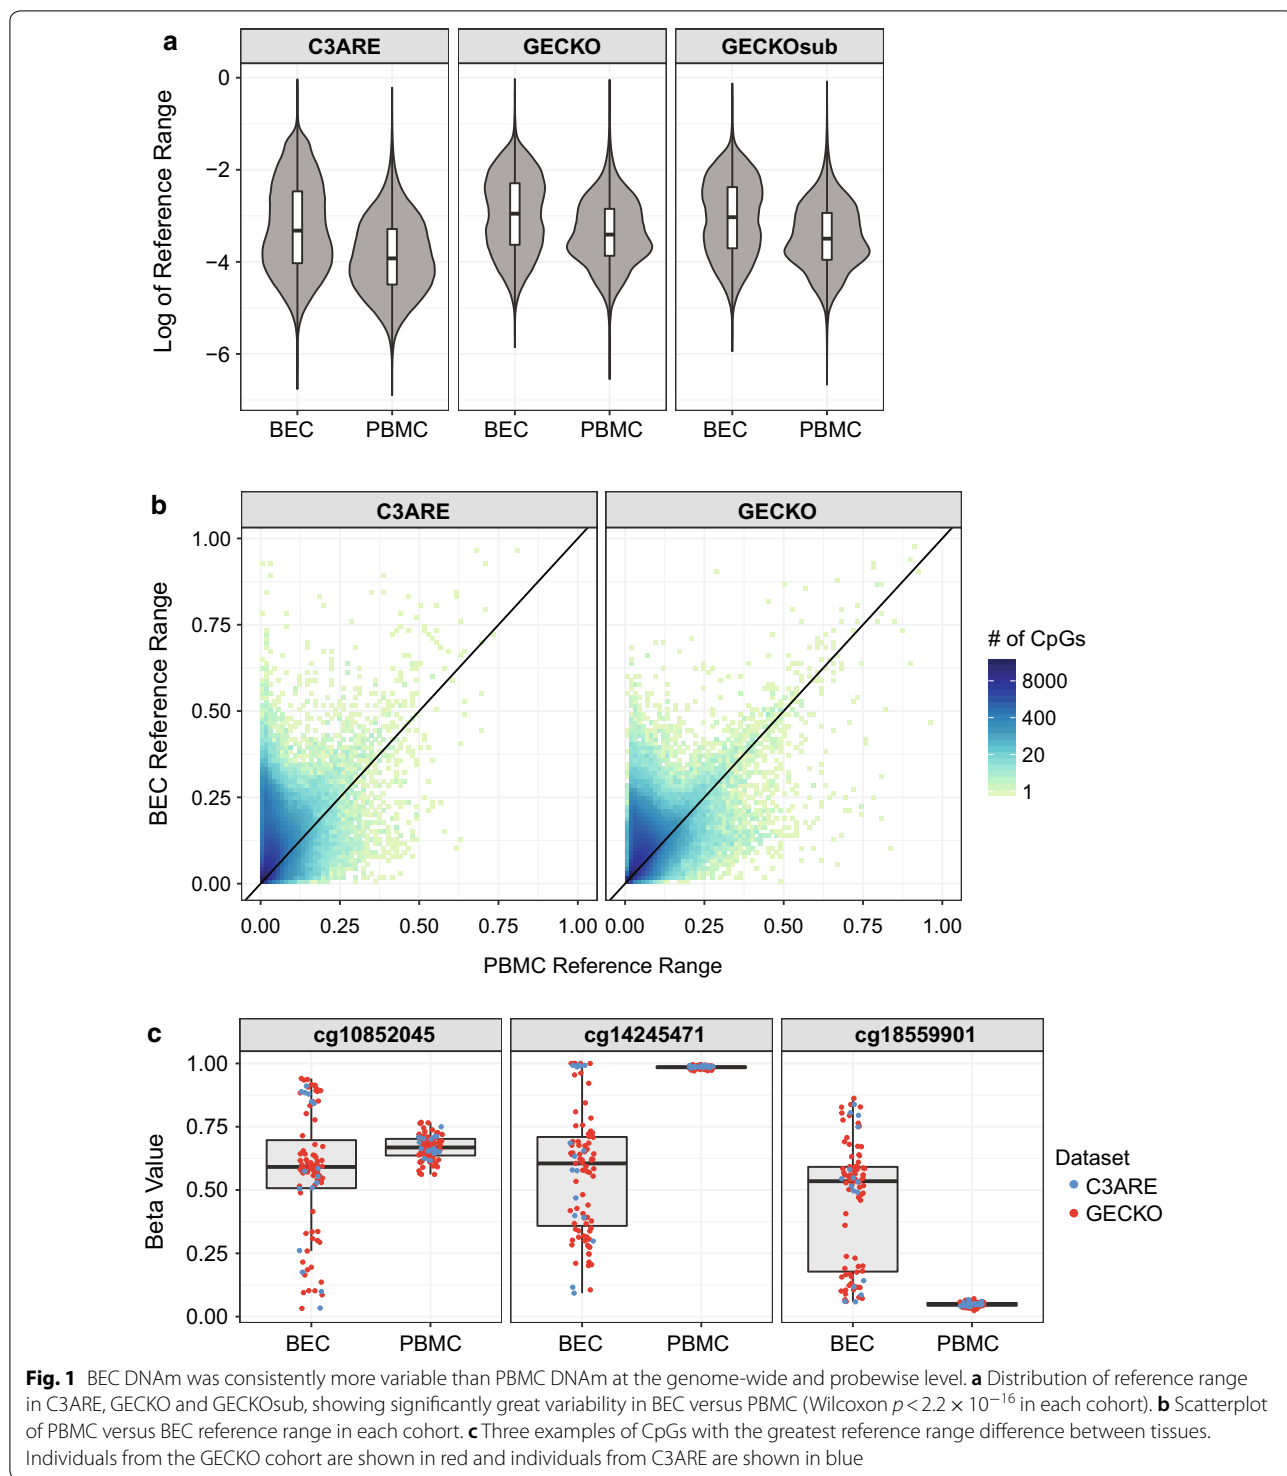 a
C3ARE GECKO GECKOsub
Log of Reference Range
0
−2
−4
−6
BEC PBMC BEC PBMC BEC PBMC
b
C3ARE GECKO
BEC Reference Range
1.00
0.75
0.50
0.25
0.00
0.00 0.25 0.50 0.75 1.00 0.00 0.25 0.50 0.75 1.00
PBMC Reference Range
# of CpGs
8000
400
20
1
c
cg10852045 cg14245471 cg18559901
Beta Value
1.00
0.75
0.50
0.25
0.00
BEC PBMC BEC PBMC BEC PBMC
Dataset
C3ARE
GECKO
Fig. 1 BEC DNAm was consistently more variable than PBMC DNAm at the genome-wide and probewise level. a Distribution of reference range
in C3ARE, GECKO and GECKOsub, showing significantly great variability in BEC versus PBMC (Wilcoxon p < 2.2 × 10⁻¹⁶ in each cohort). b Scatterplot
of PBMC versus BEC reference range in each cohort. c Three examples of CpGs with the greatest reference range difference between tissues.
Individuals from the GECKO cohort are shown in red and individuals from C3ARE are shown in blue